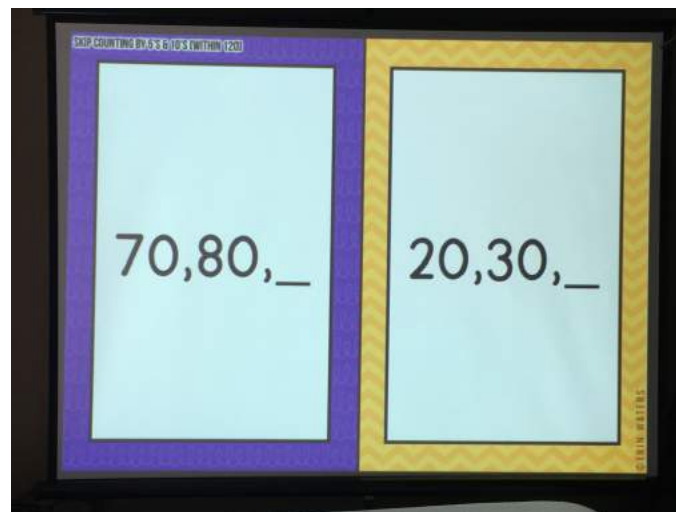 SKIP COUNTING BY 5'S & 10'S (WITHIN 120)
70,80,_
20,30,_
©ERIN WATERS